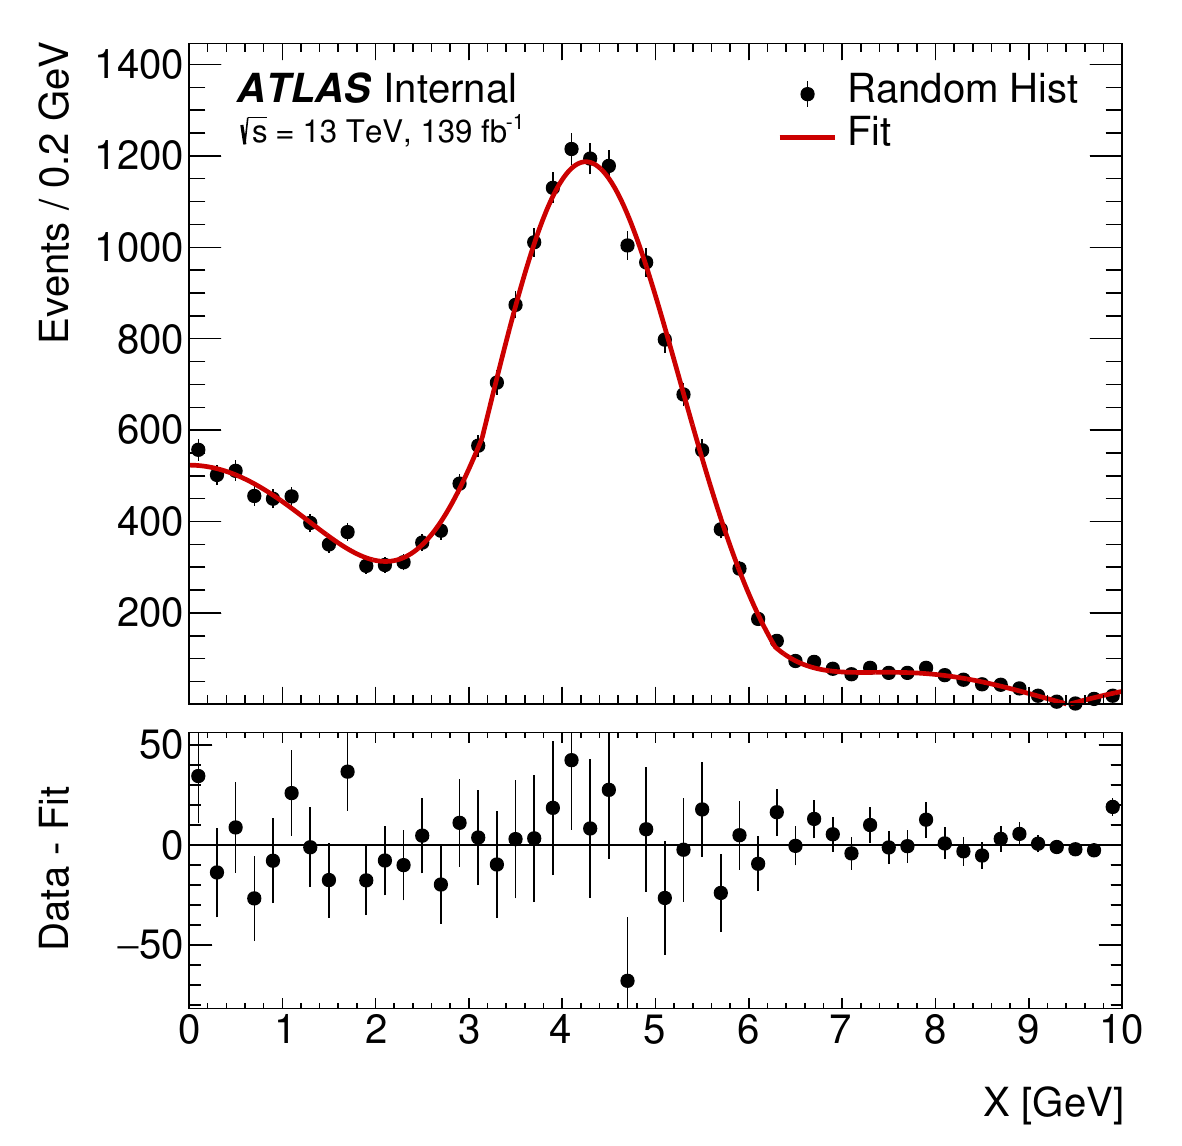 Events / 0.2 GeV
1400
1200
1000
800
600
400
200
ATLAS Internal
√s = 13 TeV, 139 fb-1
Random Hist
Fit
Data - Fit
50
0
−50
0 1 2 3 4 5 6 7 8 9 10
X [GeV]